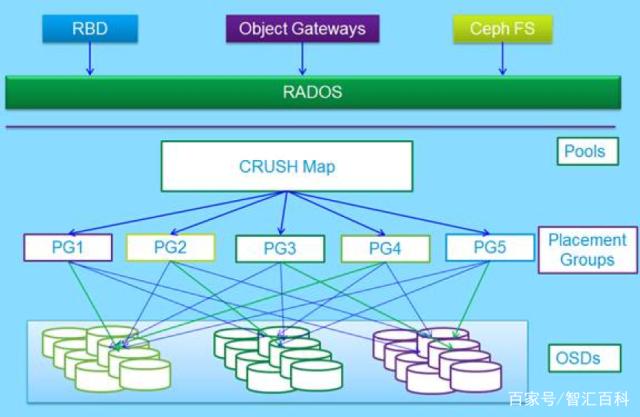 RBD
Object Gateways
Ceph FS
RADOS
Pools
CRUSH Map
PG1
PG2
PG3
PG4
PG5
Placement
Groups
OSDs
百家号/智汇百科